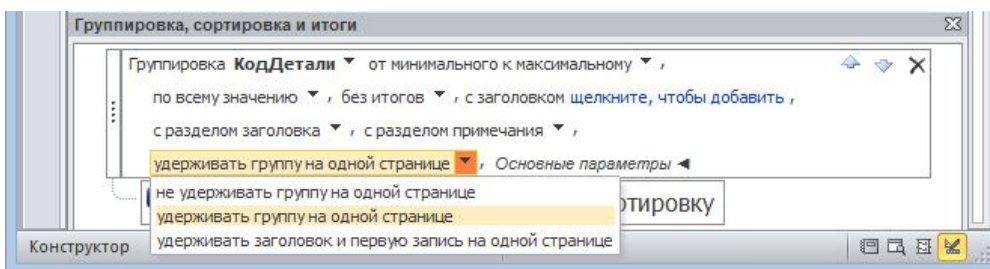 Группировка, сортировка и итоги
Группировка КодДетали от минимального к максимальному ,
по всему значению , без итогов , с заголовком щелкните, чтобы добавить ,
с разделом заголовка , с разделом примечания ,
удерживать группу на одной странице , Основные параметры
не удерживать группу на одной странице
удерживать группу на одной странице
удерживать заголовок и первую запись на одной странице
Конструктор